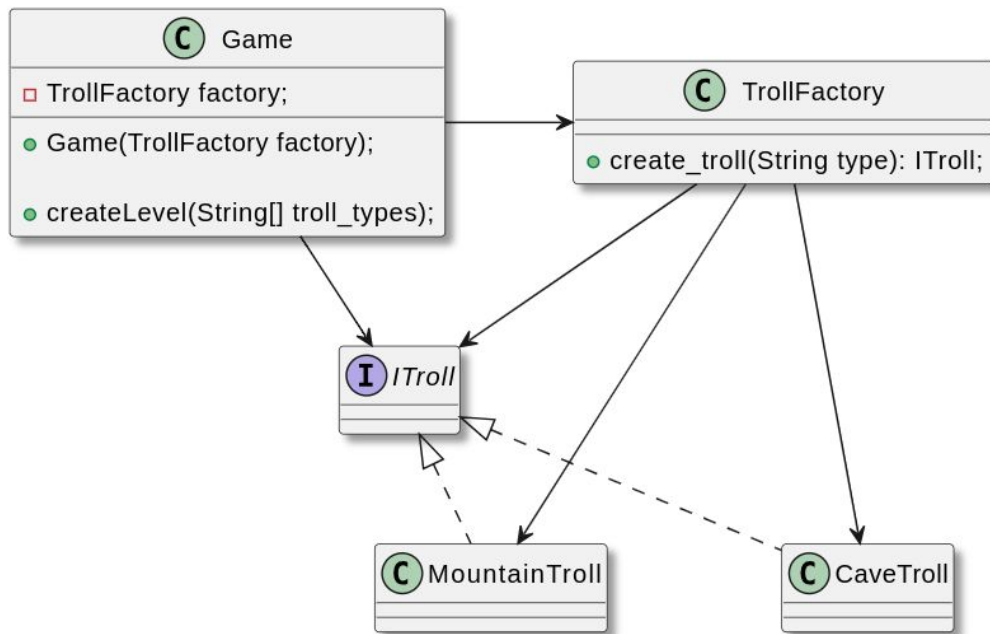 C Game
TrollFactory factory;
Game(TrollFactory factory);
createLevel(String[] troll_types);
C TrollFactory
create_troll(String type): ITroll;
I ITroll
C MountainTroll
C CaveTroll